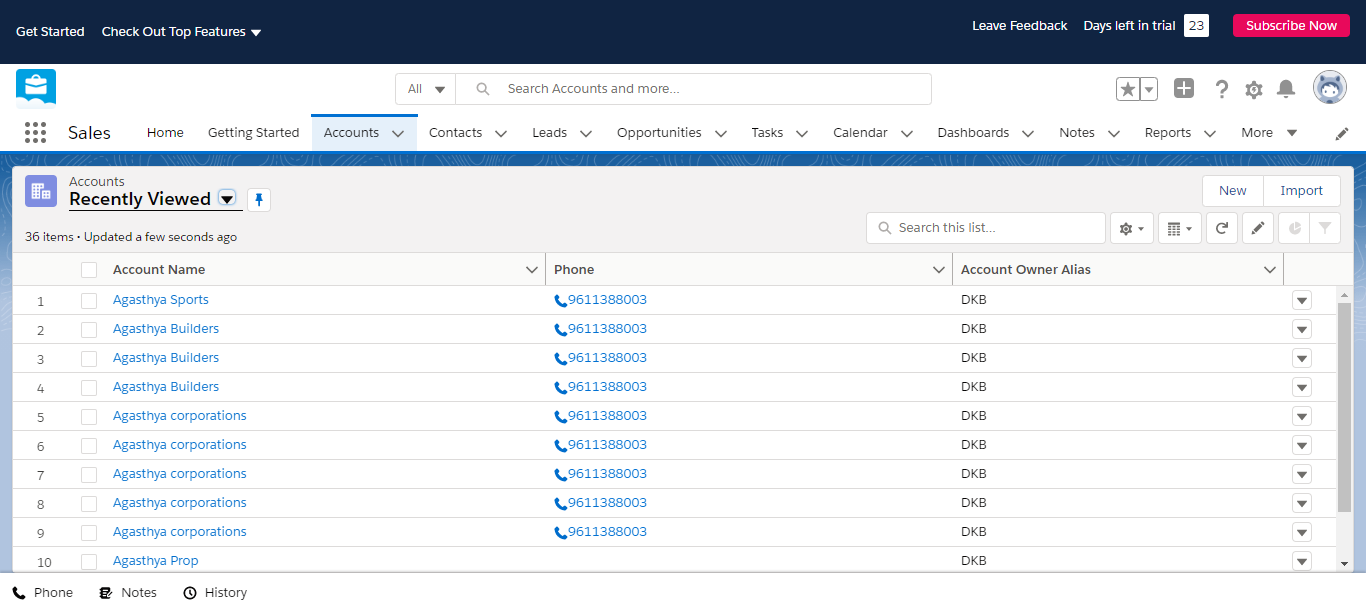 Get Started Check Out Top Features Leave Feedback Days left in trial 23 Subscribe Now
All Search Accounts and more...
Sales Home Getting Started Accounts Contacts Leads Opportunities Tasks Calendar Dashboards Notes Reports More
Accounts
Recently Viewed New Import
36 items • Updated a few seconds ago Search this list...
Account Name Phone Account Owner Alias
1 Agasthya Sports 9611388003 DKB
2 Agasthya Builders 9611388003 DKB
3 Agasthya Builders 9611388003 DKB
4 Agasthya Builders 9611388003 DKB
5 Agasthya corporations 9611388003 DKB
6 Agasthya corporations 9611388003 DKB
7 Agasthya corporations 9611388003 DKB
8 Agasthya corporations 9611388003 DKB
9 Agasthya corporations 9611388003 DKB
10 Agasthya Prop DKB
Phone Notes History